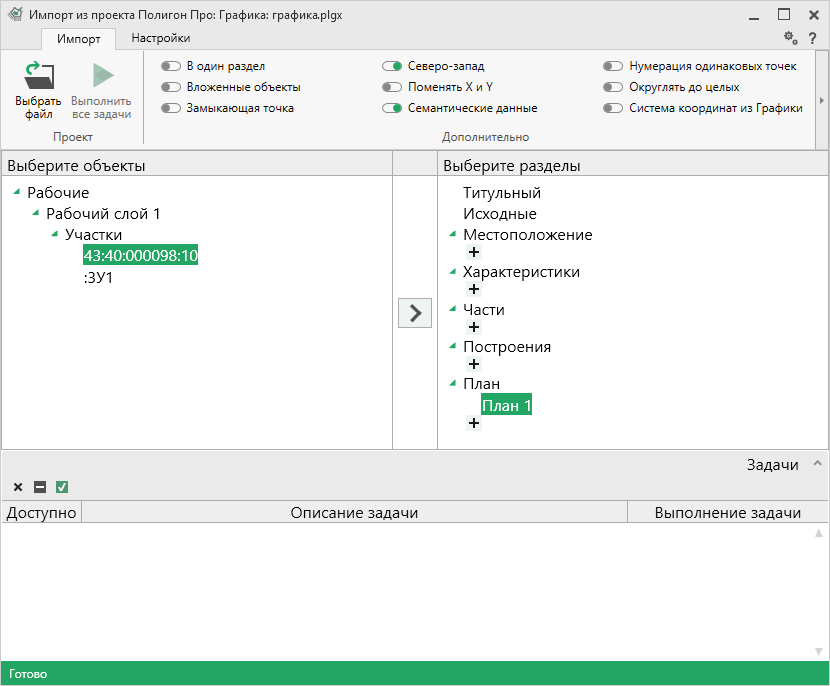 Импорт из проекта Полигон Про: Графика: графика.plgx
Импорт
Настройки
?
Выбрать файл
Выполнить все задачи
Проект
В один раздел
Вложенные объекты
Замыкающая точка
Северо-запад
Поменять X и Y
Семантические данные
Нумерация одинаковых точек
Округлять до целых
Система координат из Графики
Дополнительно
Выберите объекты
Рабочие
Рабочий слой 1
Участки
43:40:000098:10
:ЗУ1
Выберите разделы
Титульный
Исходные
Местоположение
+
Характеристики
+
Части
+
Построения
+
План
План 1
+
Задачи
Доступно
Описание задачи
Выполнение задачи
Готово